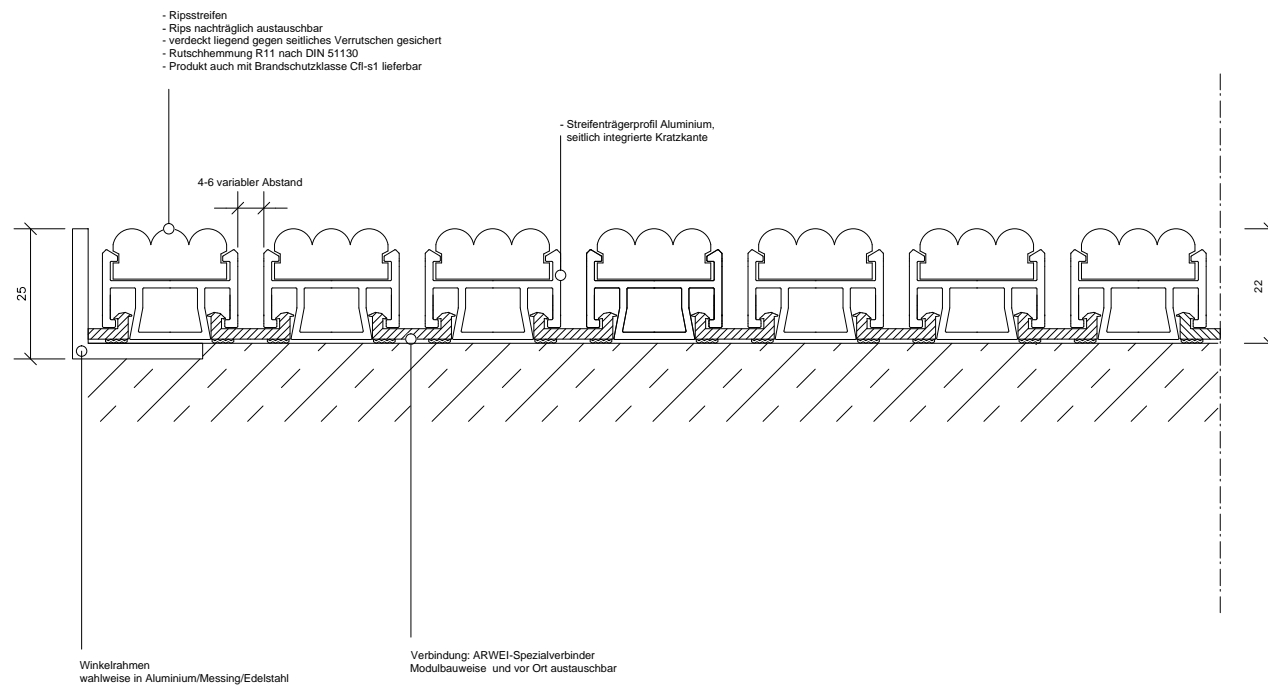 - Ripsstreifen
- Rips nachträglich austauschbar
- verdeckt liegend gegen seitliches Verrutschen gesichert
- Rutschhemmung R11 nach DIN 51130
- Produkt auch mit Brandschutzklasse Cfl-s1 lieferbar
- Streifenträgerprofil Aluminium,
seitlich integrierte Kratzkante
4-6 variabler Abstand
25
22
Winkelrahmen
wahlweise in Aluminium/Messing/Edelstahl
Verbindung: ARWEI-Spezialverbinder
Modulbauweise und vor Ort austauschbar